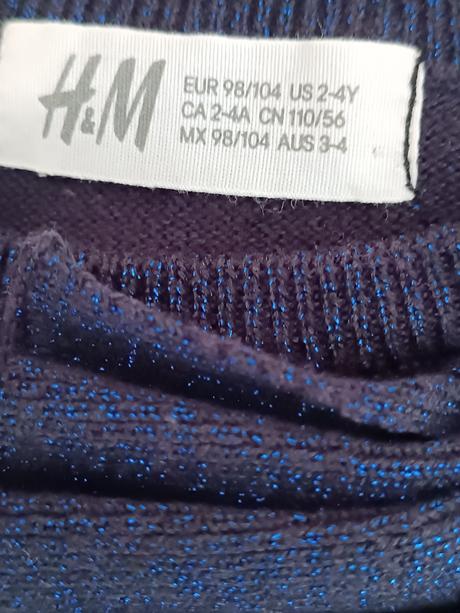 H&M
EUR 98/104 US 2-4Y
CA 2-4A CN 110/56
MX 98/104 AUS 3-4